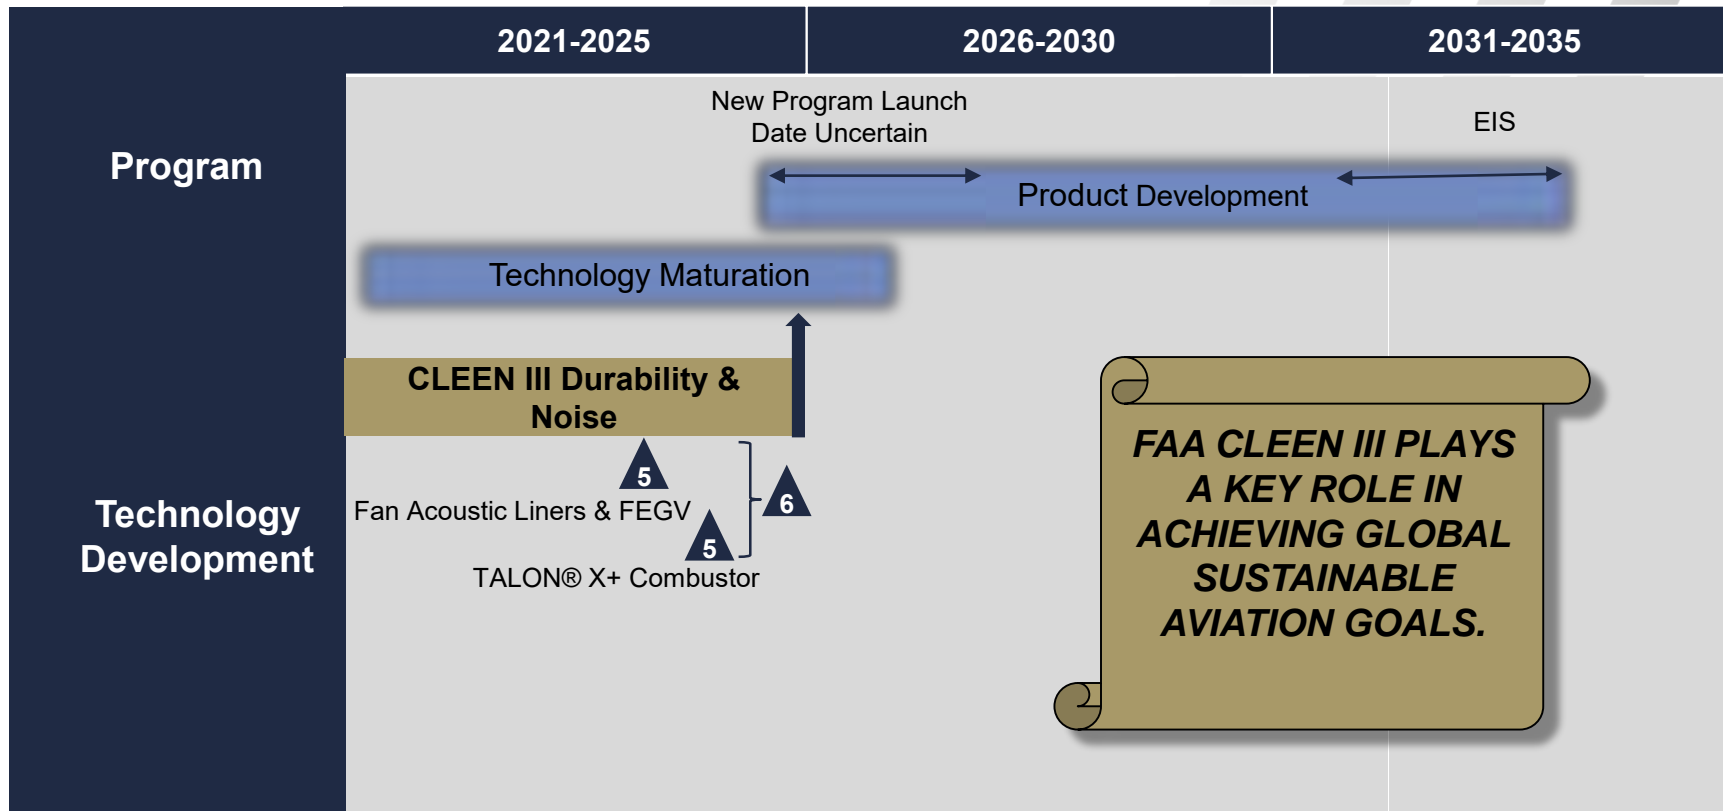 2021-2025
2026-2030
2031-2035
Program
New Program Launch
Date Uncertain
EIS
Product Development
Technology Maturation
Technology
Development
CLEEN III Durability &
Noise
5
Fan Acoustic Liners & FEGV
6
5
TALON® X+ Combustor
FAA CLEEN III PLAYS
A KEY ROLE IN
ACHIEVING GLOBAL
SUSTAINABLE
AVIATION GOALS.